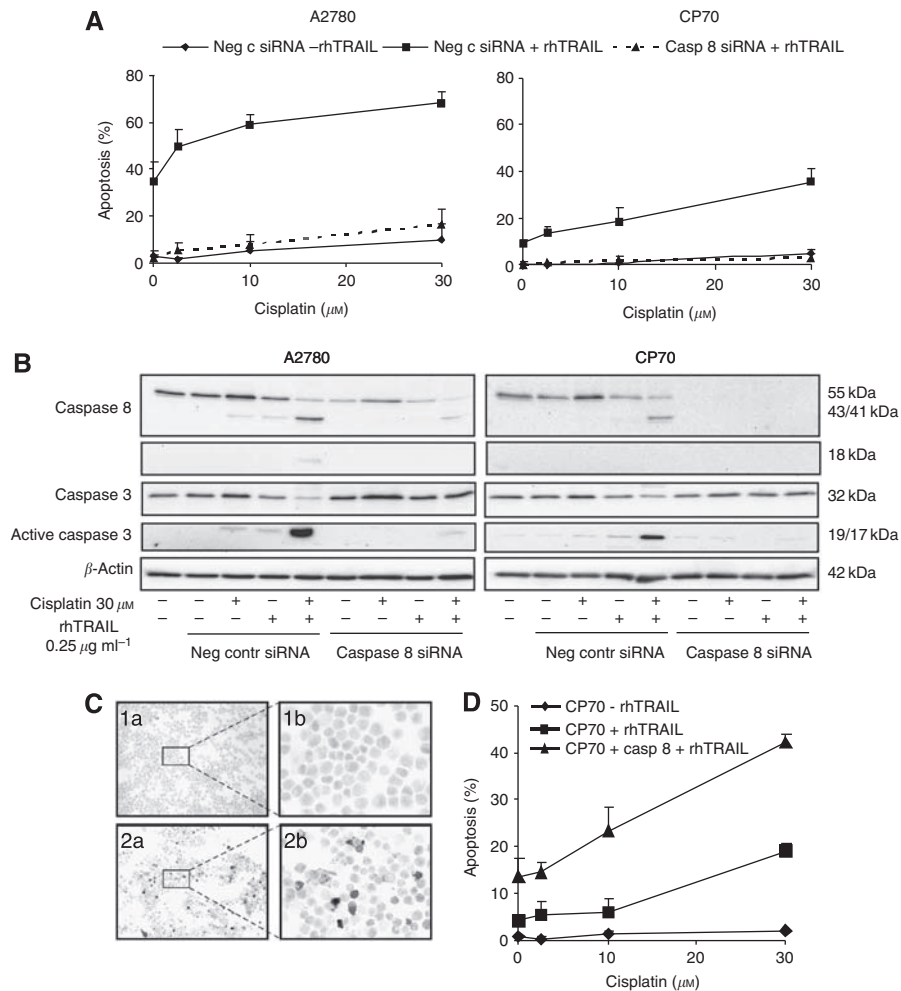 A
A2780
CP70
Neg c siRNA –rhTRAIL
Neg c siRNA + rhTRAIL
Casp 8 siRNA + rhTRAIL
Apoptosis (%)
80
60
40
20
0
0 10 20 30
Cisplatin (μM)
80
60
40
20
0
0 10 20 30
Cisplatin (μM)
B
A2780
CP70
Caspase 8
55 kDa
43/41 kDa
18 kDa
Caspase 3
32 kDa
Active caspase 3
19/17 kDa
β-Actin
42 kDa
Cisplatin 30 μM – – + – + – + – + – – + – + – + – +
rhTRAIL – – – + + – – + + – – – + + – – + +
0.25 μg ml⁻¹
Neg contr siRNA
Caspase 8 siRNA
Neg contr siRNA
Caspase 8 siRNA
C
1a
1b
2a
2b
D
CP70 - rhTRAIL
CP70 + rhTRAIL
CP70 + casp 8 + rhTRAIL
Apoptosis (%)
50
40
30
20
10
0
0 10 20 30
Cisplatin (μM)